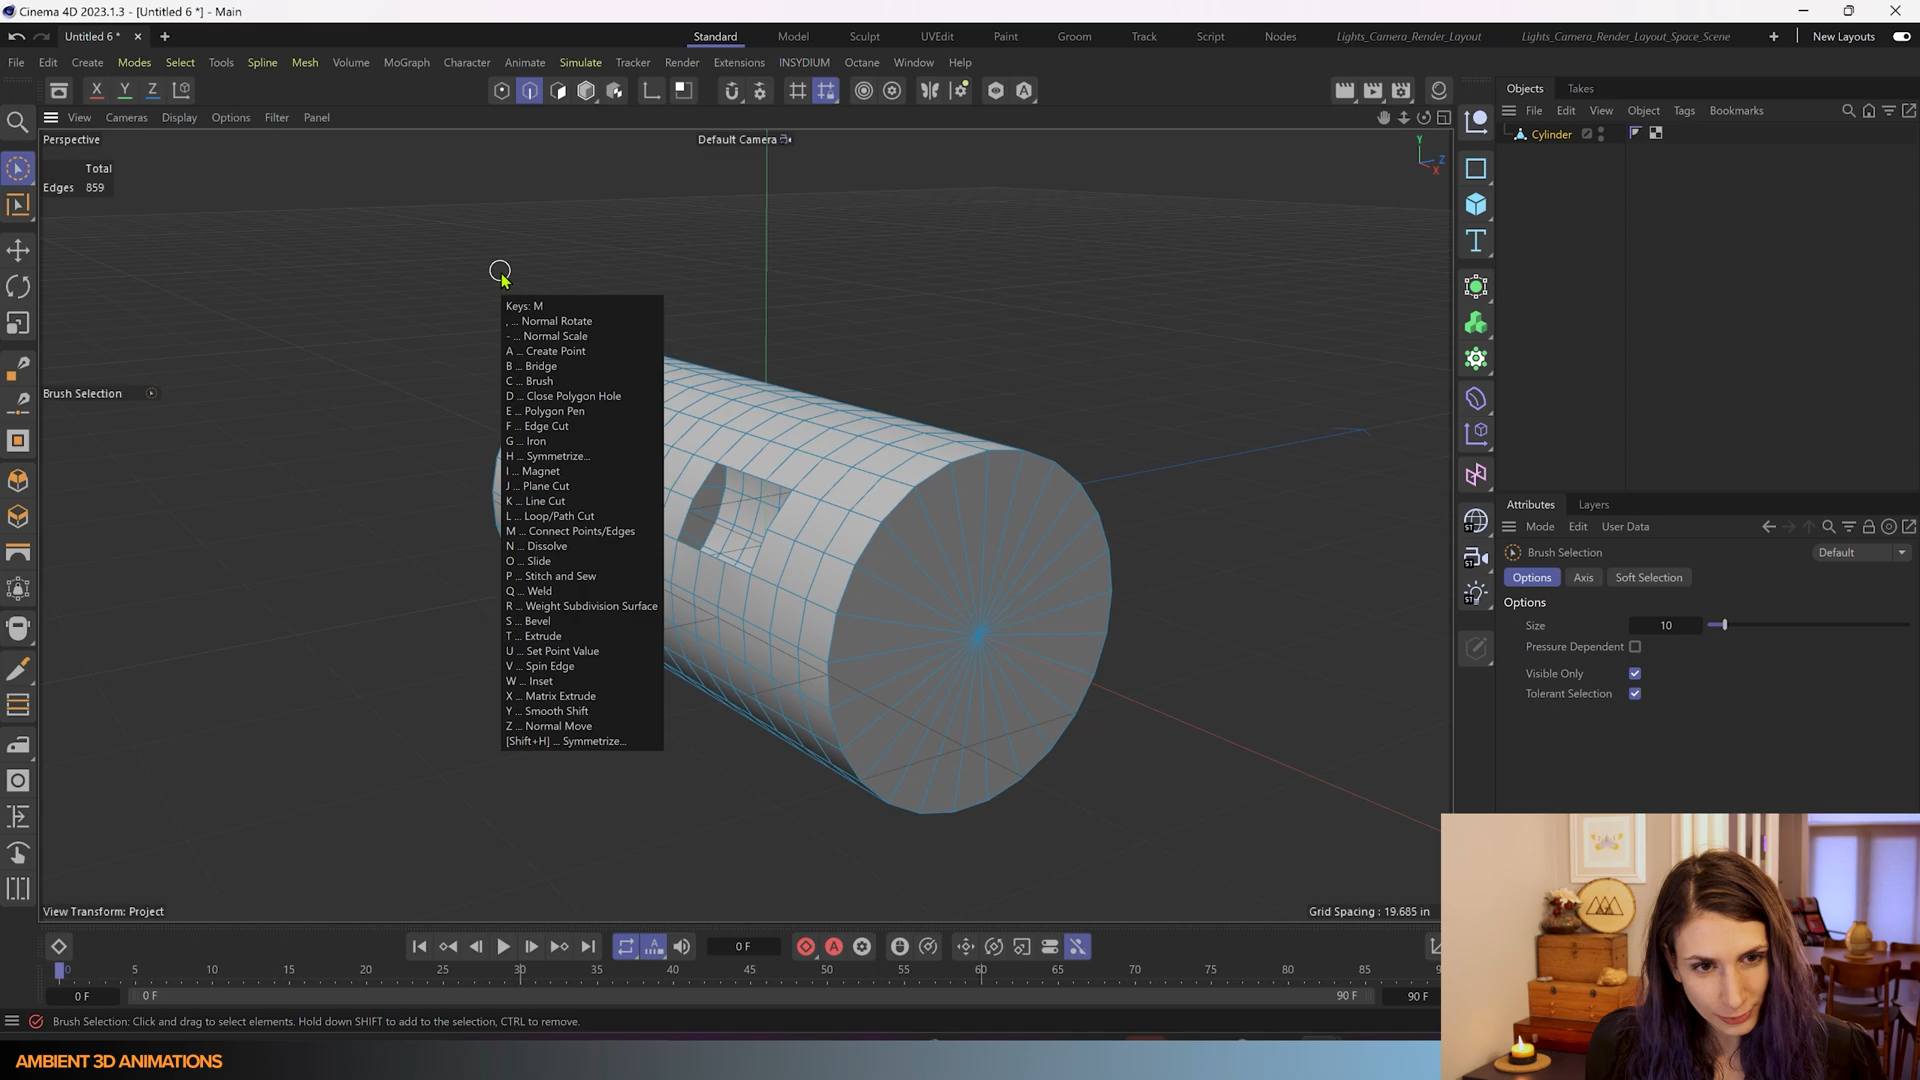 Cinema 4D 2023.1.3 - [Untitled 6 *] - Main
Untitled 6 *
Standard Model Sculpt UVEdit Paint Groom Track Script Nodes Lights_Camera_Render_Layout Lights_Camera_Render_Layout_Space_Scene New Layouts
File Edit Create Modes Select Tools Spline Mesh Volume MoGraph Character Animate Simulate Tracker Render Extensions INSYDIUM Octane Window Help
X Y Z
View Cameras Display Options Filter Panel
Perspective
Default Camera
Total
Edges 859
Y
Z
X
Brush Selection
Keys: M
, ... Normal Rotate
- ... Normal Scale
A ... Create Point
B ... Bridge
C ... Brush
D ... Close Polygon Hole
E ... Polygon Pen
F ... Edge Cut
G ... Iron
H ... Symmetrize...
I ... Magnet
J ... Plane Cut
K ... Line Cut
L ... Loop/Path Cut
M ... Connect Points/Edges
N ... Dissolve
O ... Slide
P ... Stitch and Sew
Q ... Weld
R ... Weight Subdivision Surface
S ... Bevel
T ... Extrude
U ... Set Point Value
V ... Spin Edge
W ... Inset
X ... Matrix Extrude
Y ... Smooth Shift
Z ... Normal Move
[Shift+H] ... Symmetrize...
View Transform: Project
Grid Spacing : 19.685 in
Objects Takes
File Edit View Object Tags Bookmarks
Cylinder
Attributes Layers
Mode Edit User Data
Brush Selection Default
Options Axis Soft Selection
Options
Size 10
Pressure Dependent
Visible Only
Tolerant Selection
0 F
0 5 10 15 20 25 30 35 40 45 50 55 60 65 70 75 80 85 9
0 F 0 F 90 F 90 F
Brush Selection: Click and drag to select elements. Hold down SHIFT to add to the selection, CTRL to remove.
AMBIENT 3D ANIMATIONS